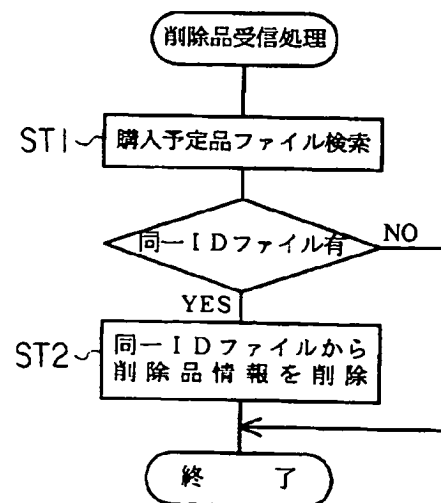 削除品受信処理
ST1
購入予定品ファイル検索
同一IDファイル有
NO
YES
ST2
同一IDファイルから
削除品情報を削除
終 了